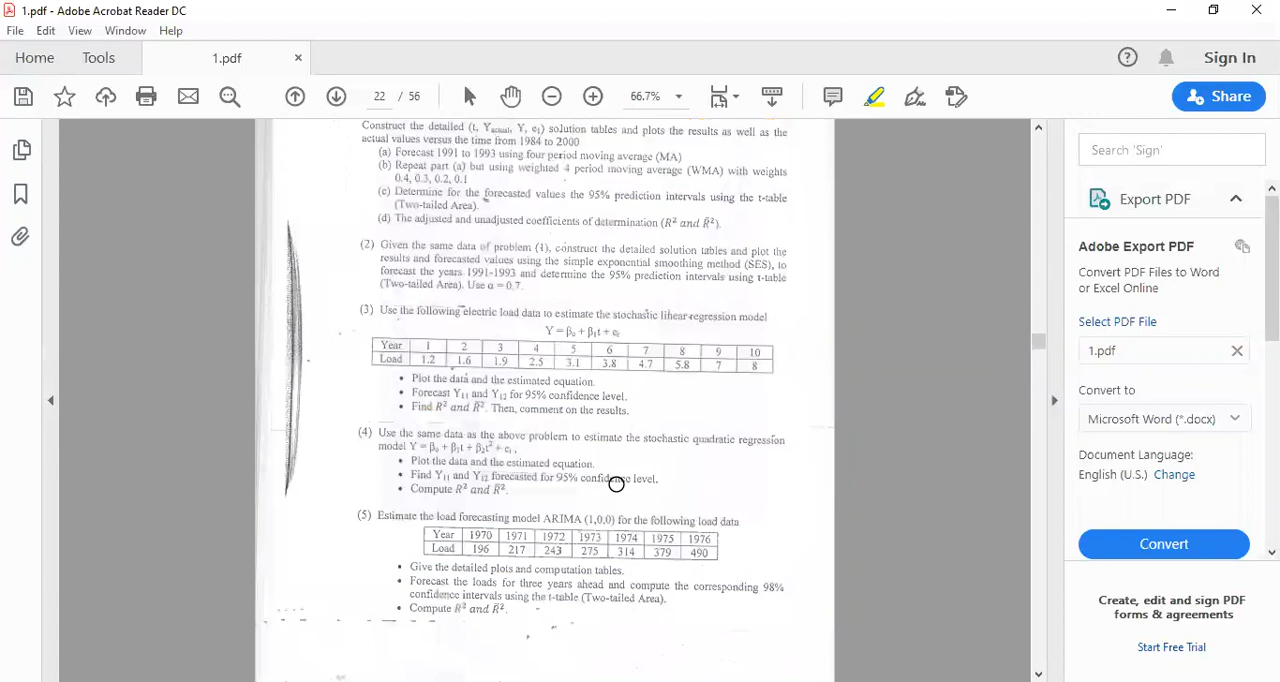 1.pdf - Adobe Acrobat Reader DC
File Edit View Window Help
Home Tools 1.pdf × Sign In
22 / 56 66.7% Share
Construct the detailed (t, Yactual, Y, et) solution tables and plots the results as well as the
actual values versus the time from 1984 to 2000
(a) Forecast 1991 to 1993 using four period moving average (MA)
(b) Repeat part (a) but using weighted 4 period moving average (WMA) with weights
0.4, 0.3, 0.2, 0.1
(c) Determine for the forecasted values the 95% prediction intervals using the t-table
(Two-tailed Area).
(d) The adjusted and unadjusted coefficients of determination (R² and R̄²).
(2) Given the same data of problem (1), construct the detailed solution tables and plot the
results and forecasted values using the simple exponential smoothing method (SES), to
forecast the years 1991-1993 and determine the 95% prediction intervals using t-table
(Two-tailed Area). Use α = 0.7.
(3) Use the following electric load data to estimate the stochastic linear regression model
Y = β₀ + β₁t + eₜ
Year 1 2 3 4 5 6 7 8 9 10
Load 1.2 1.6 1.9 2.5 3.1 3.8 4.7 5.8 7 8
• Plot the data and the estimated equation.
• Forecast Y₁₁ and Y₁₂ for 95% confidence level.
• Find R² and R̄². Then, comment on the results.
(4) Use the same data as the above problem to estimate the stochastic quadratic regression
model Y = β₀ + β₁t + β₂t² + eₜ,
• Plot the data and the estimated equation.
• Find Y₁₁ and Y₁₂ forecasted for 95% confidence level.
• Compute R² and R̄².
(5) Estimate the load forecasting model ARIMA (1,0,0) for the following load data
Year 1970 1971 1972 1973 1974 1975 1976
Load 196 217 243 275 314 379 490
• Give the detailed plots and computation tables.
• Forecast the loads for three years ahead and compute the corresponding 98%
confidence intervals using the t-table (Two-tailed Area).
• Compute R² and R̄².
Search 'Sign'
Export PDF
Adobe Export PDF
Convert PDF Files to Word
or Excel Online
Select PDF File
1.pdf
Convert to
Microsoft Word (*.docx)
Document Language:
English (U.S.) Change
Convert
Create, edit and sign PDF
forms & agreements
Start Free Trial